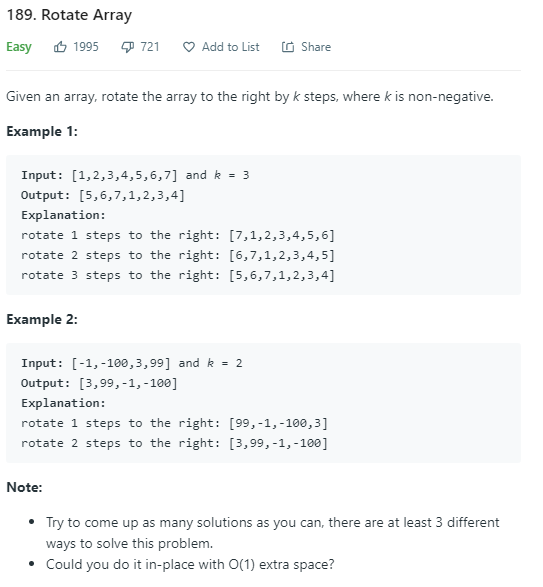 189. Rotate Array
Easy 1995 721 Add to List Share
Given an array, rotate the array to the right by k steps, where k is non-negative.
Example 1:
Input: [1,2,3,4,5,6,7] and k = 3
Output: [5,6,7,1,2,3,4]
Explanation:
rotate 1 steps to the right: [7,1,2,3,4,5,6]
rotate 2 steps to the right: [6,7,1,2,3,4,5]
rotate 3 steps to the right: [5,6,7,1,2,3,4]
Example 2:
Input: [-1,-100,3,99] and k = 2
Output: [3,99,-1,-100]
Explanation:
rotate 1 steps to the right: [99,-1,-100,3]
rotate 2 steps to the right: [3,99,-1,-100]
Note:
• Try to come up as many solutions as you can, there are at least 3 different
ways to solve this problem.
• Could you do it in-place with O(1) extra space?